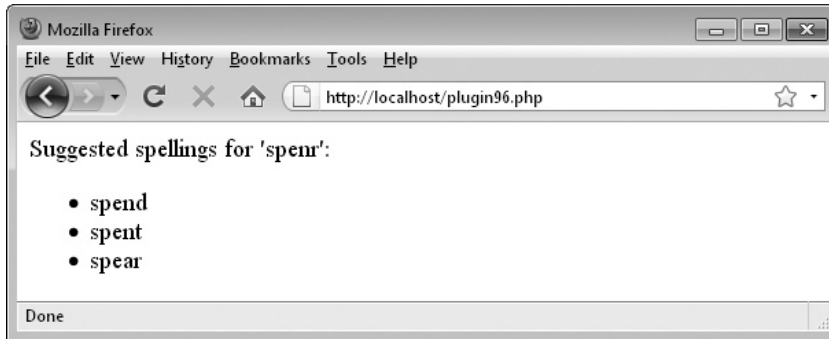 Mozilla Firefox
File Edit View History Bookmarks Tools Help
http://localhost/plugin96.php
Suggested spellings for 'spenr':
• spend
• spent
• spear
Done